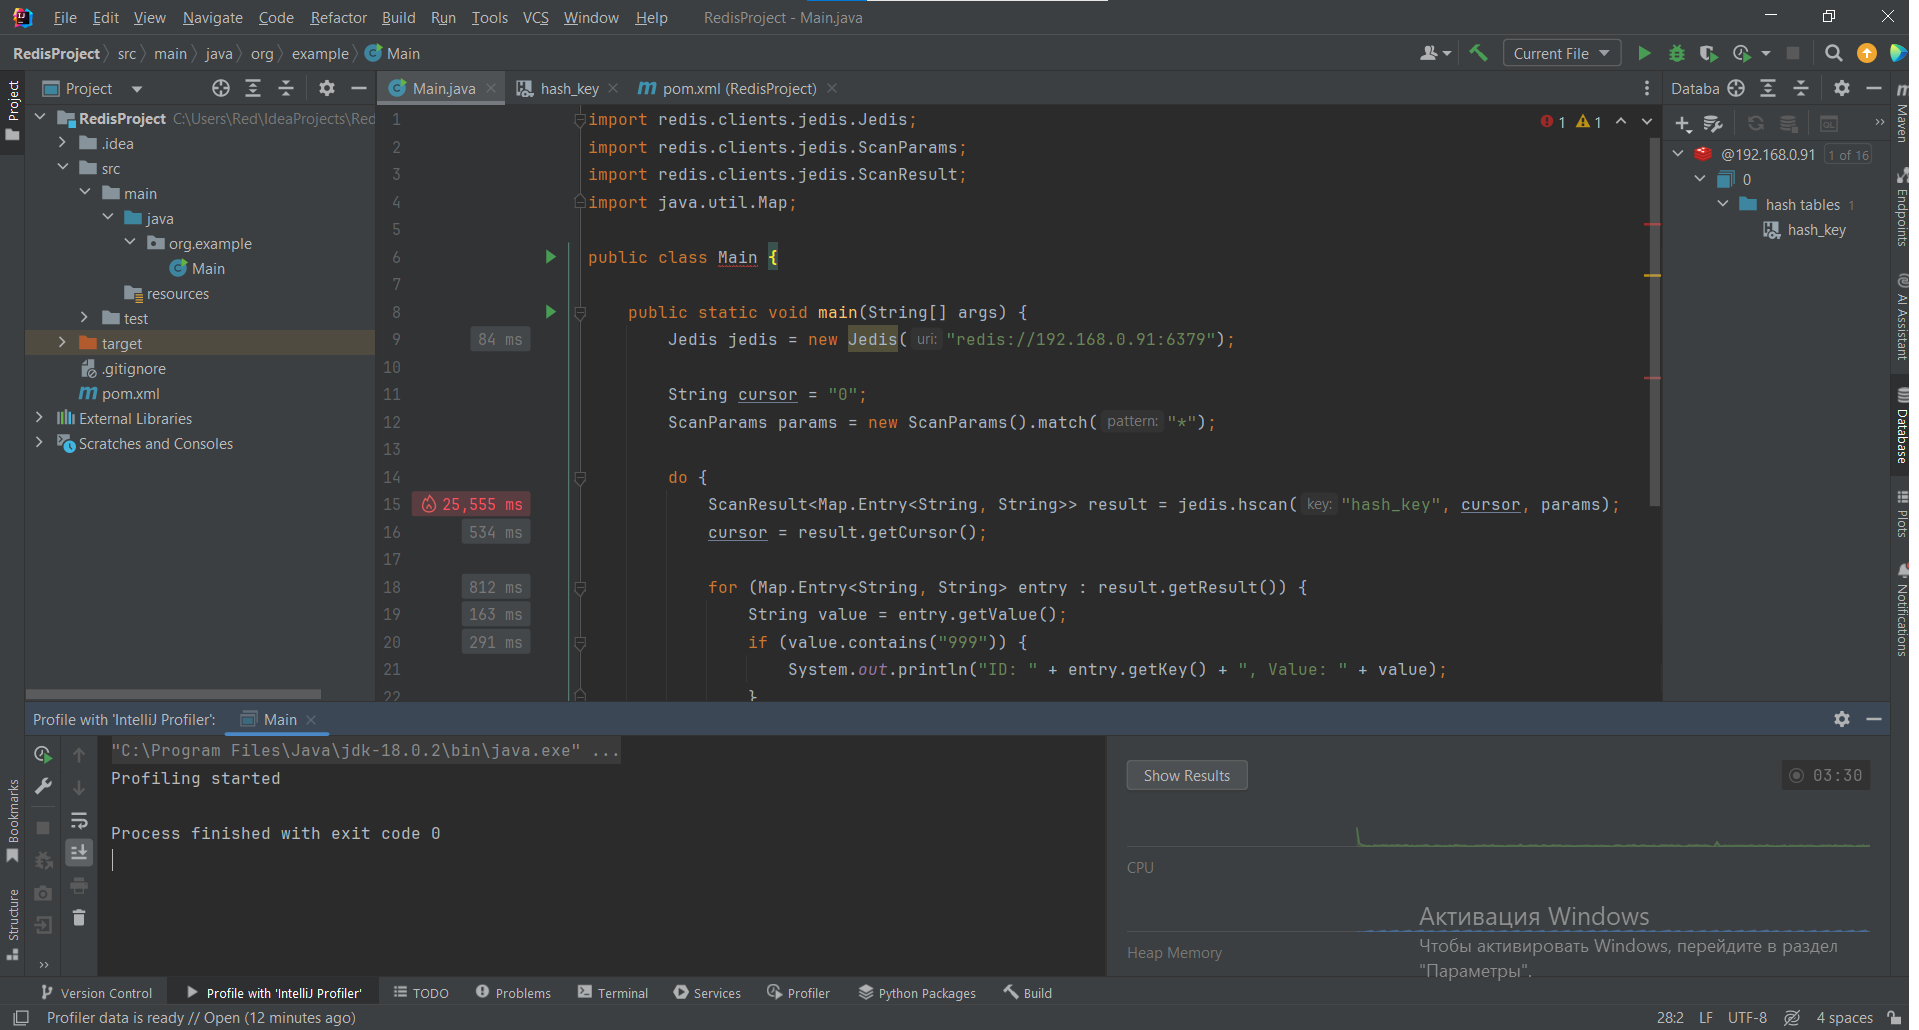 File Edit View Navigate Code Refactor Build Run Tools VCS Window Help RedisProject - Main.java
RedisProject src main java org example Main
Current File
Project
Main.java
hash_key
pom.xml (RedisProject)
Databa
RedisProject C:\Users\Red\IdeaProjects\Red
.idea
src
main
java
org.example
Main
resources
test
target
.gitignore
pom.xml
External Libraries
Scratches and Consoles
1 import redis.clients.jedis.Jedis;
2 import redis.clients.jedis.ScanParams;
3 import redis.clients.jedis.ScanResult;
4 import java.util.Map;
5
6 public class Main {
7
8 public static void main(String[] args) {
9 84 ms Jedis jedis = new Jedis( uri: "redis://192.168.0.91:6379");
10
11 String cursor = "0";
12 ScanParams params = new ScanParams().match( pattern: "*");
13
14 do {
15 25,555 ms ScanResult<Map.Entry<String, String>> result = jedis.hscan( key: "hash_key", cursor, params);
16 534 ms cursor = result.getCursor();
17
18 812 ms for (Map.Entry<String, String> entry : result.getResult()) {
19 163 ms String value = entry.getValue();
20 291 ms if (value.contains("999")) {
21 System.out.println("ID: " + entry.getKey() + ", Value: " + value);
22 }
1 1
@192.168.0.91 1 of 16
0
hash tables 1
hash_key
Project
Bookmarks
Structure
Maven
Endpoints
AI Assistant
Database
Plots
Notifications
Profile with 'IntelliJ Profiler': Main
"C:\Program Files\Java\jdk-18.0.2\bin\java.exe" ...
Profiling started
Process finished with exit code 0
Show Results
03:30
CPU
Heap Memory
Активация Windows
Чтобы активировать Windows, перейдите в раздел
"Параметры".
Version Control Profile with 'IntelliJ Profiler' TODO Problems Terminal Services Profiler Python Packages Build
Profiler data is ready // Open (12 minutes ago)
28:2 LF UTF-8 4 spaces